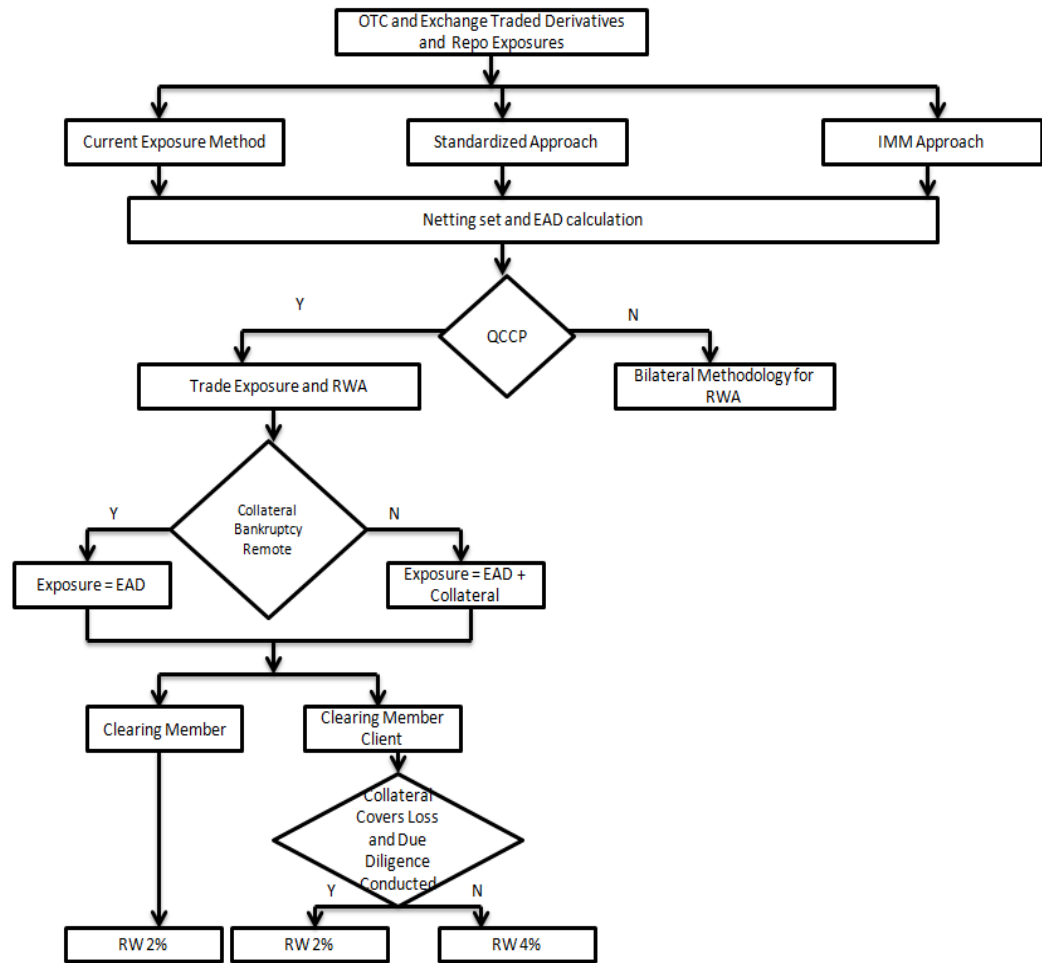 OTC and Exchange Traded Derivatives
and Repo Exposures
Current Exposure Method
Standardized Approach
IMM Approach
Netting set and EAD calculation
Y
QCCP
N
Trade Exposure and RWA
Bilateral Methodology for
RWA
Y
Collateral
Bankruptcy
Remote
N
Exposure = EAD
Exposure = EAD +
Collateral
Clearing Member
Clearing Member
Client
Collateral
Covers Loss
and Due
Diligence
Conducted
Y
N
RW 2%
RW 2%
RW 4%